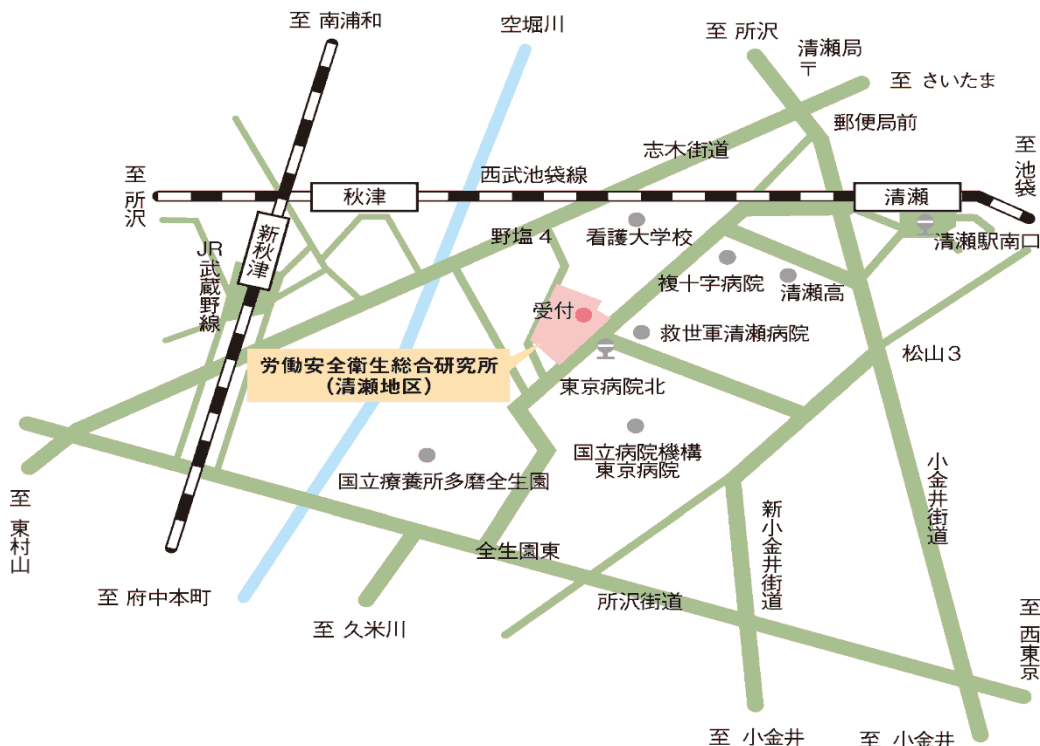 至 南浦和
空堀川
至 所沢
清瀬局
〒
至 さいたま
郵便局前
志木街道
至 池袋
至 所沢
西武池袋線
秋津
清瀬
新秋津
JR武蔵野線
野塩4
看護大学校
清瀬駅南口
複十字病院
清瀬高
受付
救世軍清瀬病院
松山3
労働安全衛生総合研究所
(清瀬地区)
東京病院北
国立病院機構
東京病院
国立療養所多磨全生園
小金井街道
新小金井街道
至 東村山
全生園東
所沢街道
至 府中本町
至 久米川
至 西東京
至 小金井
至 小金井